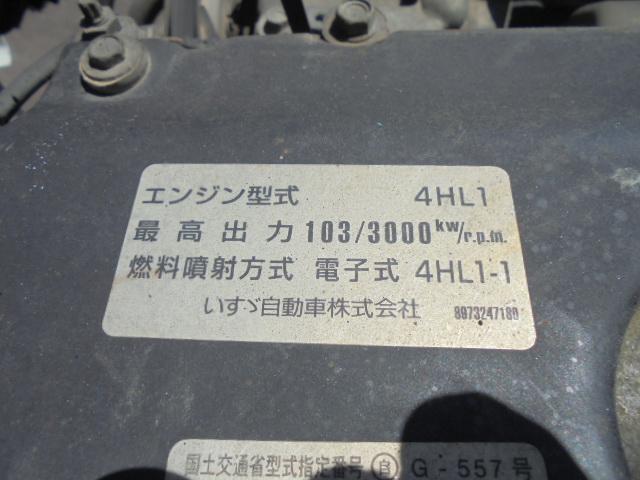 エンジン型式 4HL1
最高出力 103/3000kw/r.p.m.
燃料噴射方式 電子式 4HL1-1
いすゞ自動車株式会社 8973247180
国土交通省型式指定番号 良 G-557号